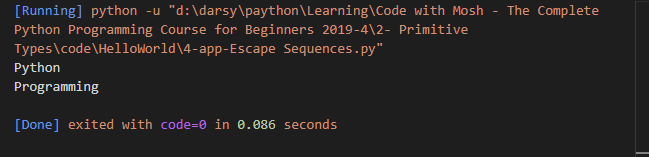 [Running] python -u "d:\darsy\paython\Learning\Code with Mosh - The Complete
Python Programming Course for Beginners 2019-4\2- Primitive
Types\code\HelloWorld\4-app-Escape Sequences.py"
Python
Programming
[Done] exited with code=0 in 0.086 seconds